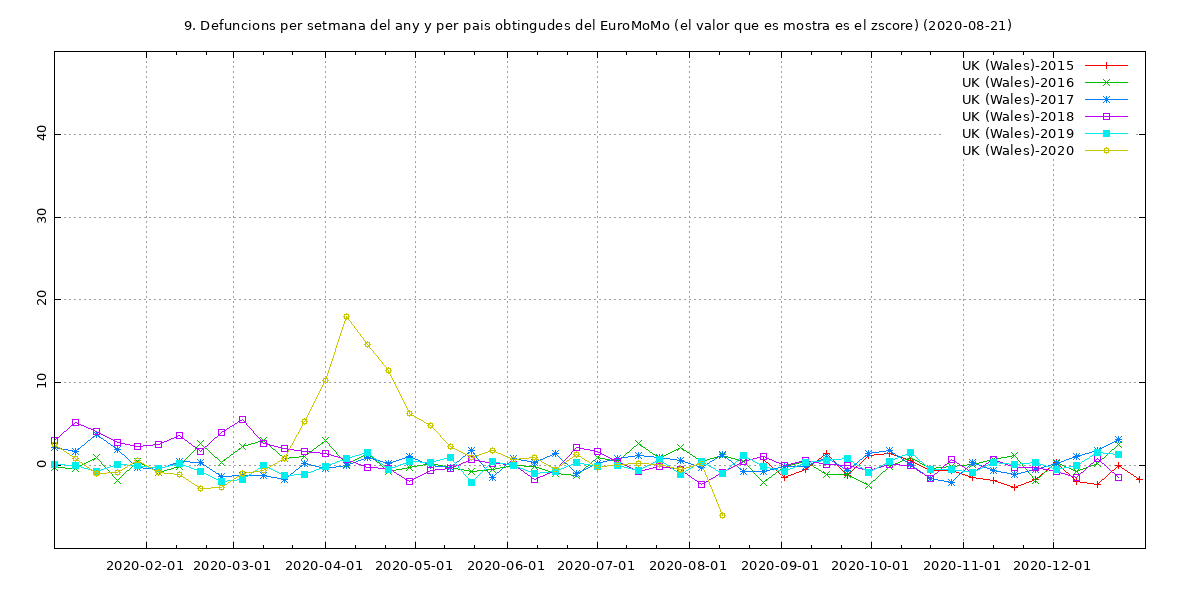 9. Defuncions per setmana del any y per pais obtingudes del EuroMoMo (el valor que es mostra es el zscore) (2020-08-21)
UK (Wales)-2015
UK (Wales)-2016
UK (Wales)-2017
UK (Wales)-2018
UK (Wales)-2019
UK (Wales)-2020
40
30
20
10
0
2020-02-01 2020-03-01 2020-04-01 2020-05-01 2020-06-01 2020-07-01 2020-08-01 2020-09-01 2020-10-01 2020-11-01 2020-12-01